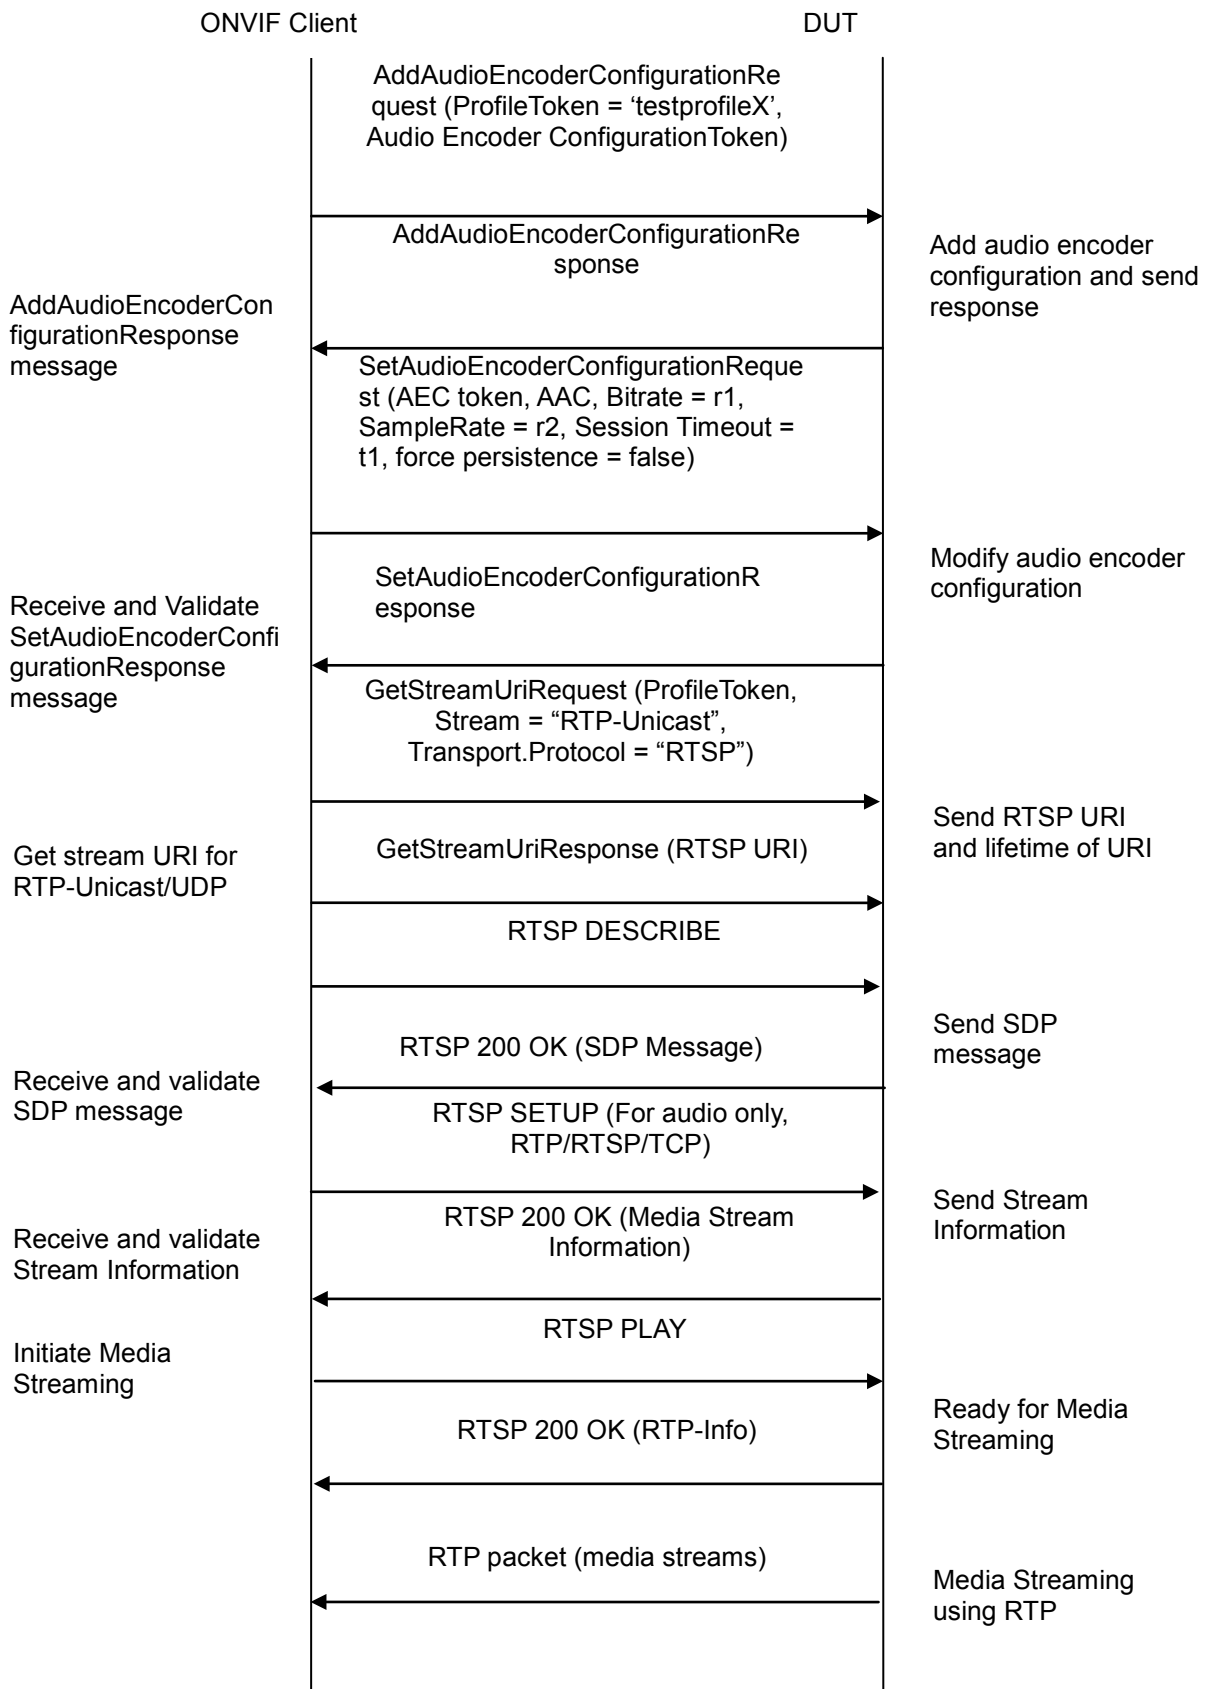 ONVIF Client
DUT
AddAudioEncoderConfigurationRe
quest (ProfileToken = ‘testprofileX’,
Audio Encoder ConfigurationToken)
AddAudioEncoderConfigurationRe
sponse
Add audio encoder
configuration and send
response
AddAudioEncoderCon
figurationResponse
message
SetAudioEncoderConfigurationReque
st (AEC token, AAC, Bitrate = r1,
SampleRate = r2, Session Timeout =
t1, force persistence = false)
Modify audio encoder
configuration
SetAudioEncoderConfigurationR
esponse
Receive and Validate
SetAudioEncoderConfi
gurationResponse
message
GetStreamUriRequest (ProfileToken,
Stream = “RTP-Unicast”,
Transport.Protocol = “RTSP”)
Send RTSP URI
and lifetime of URI
GetStreamUriResponse (RTSP URI)
Get stream URI for
RTP-Unicast/UDP
RTSP DESCRIBE
Send SDP
message
RTSP 200 OK (SDP Message)
Receive and validate
SDP message
RTSP SETUP (For audio only,
RTP/RTSP/TCP)
Send Stream
Information
RTSP 200 OK (Media Stream
Information)
Receive and validate
Stream Information
RTSP PLAY
Initiate Media
Streaming
Ready for Media
Streaming
RTSP 200 OK (RTP-Info)
RTP packet (media streams)
Media Streaming
using RTP